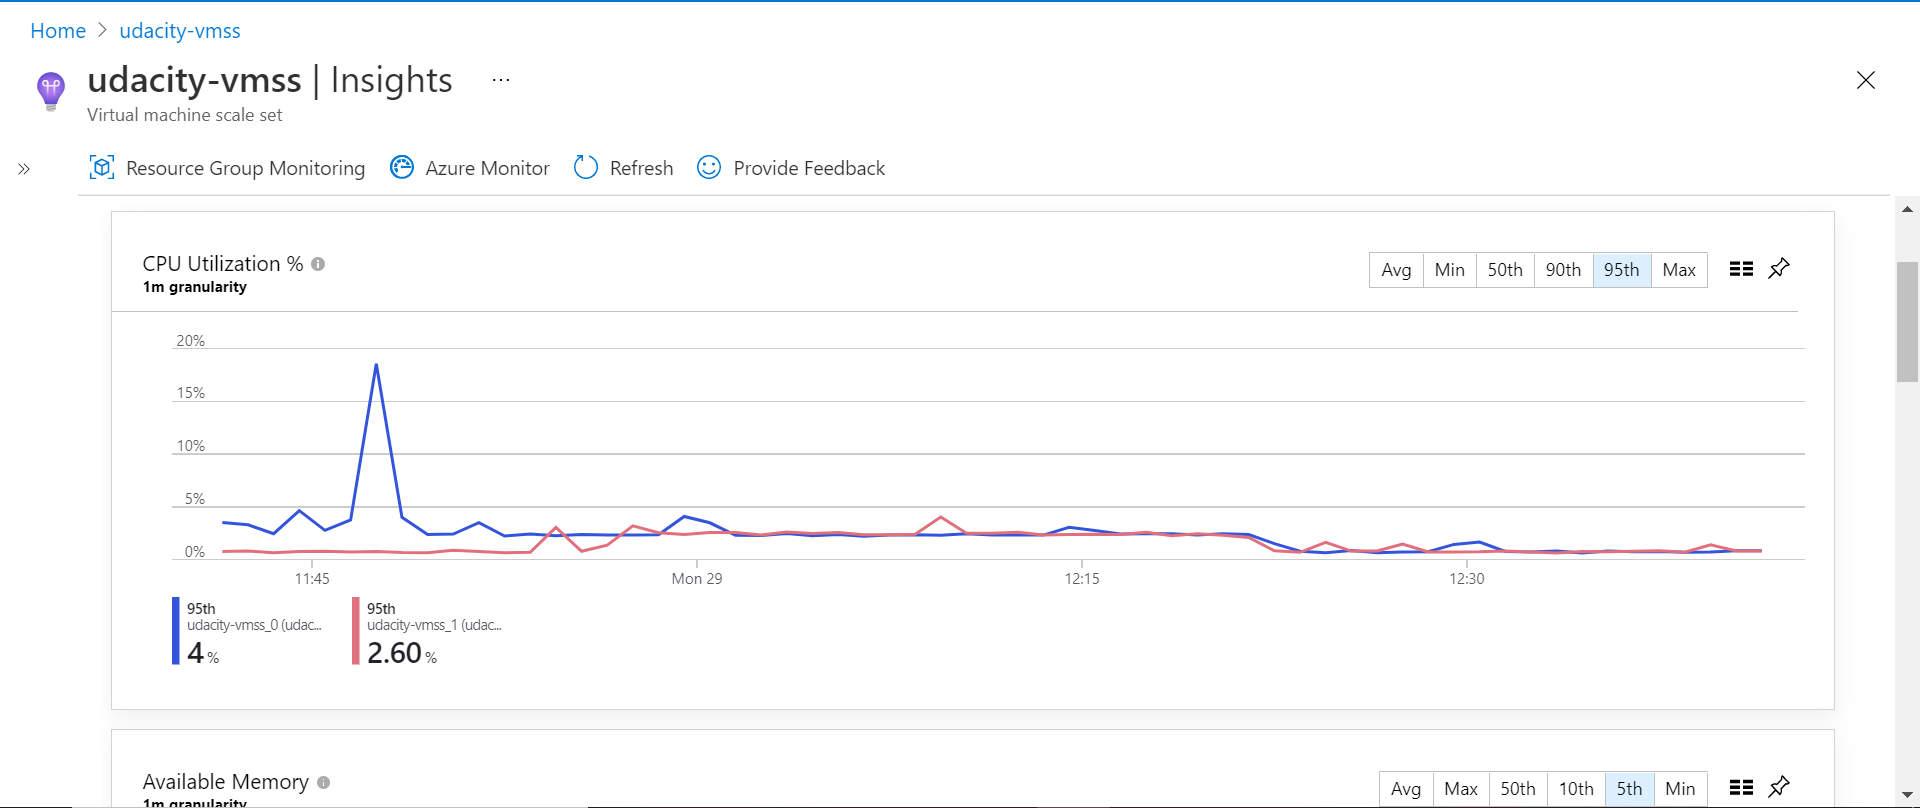 Home > udacity-vmss
udacity-vmss | Insights ...
Virtual machine scale set
» Resource Group Monitoring Azure Monitor Refresh Provide Feedback
CPU Utilization %
1m granularity
Avg Min 50th 90th 95th Max
20%
15%
10%
5%
0%
11:45 Mon 29 12:15 12:30
95th
udacity-vmss_0 (udac...
4 %
95th
udacity-vmss_1 (udac...
2.60 %
Available Memory
1m granularity
Avg Max 50th 10th 5th Min